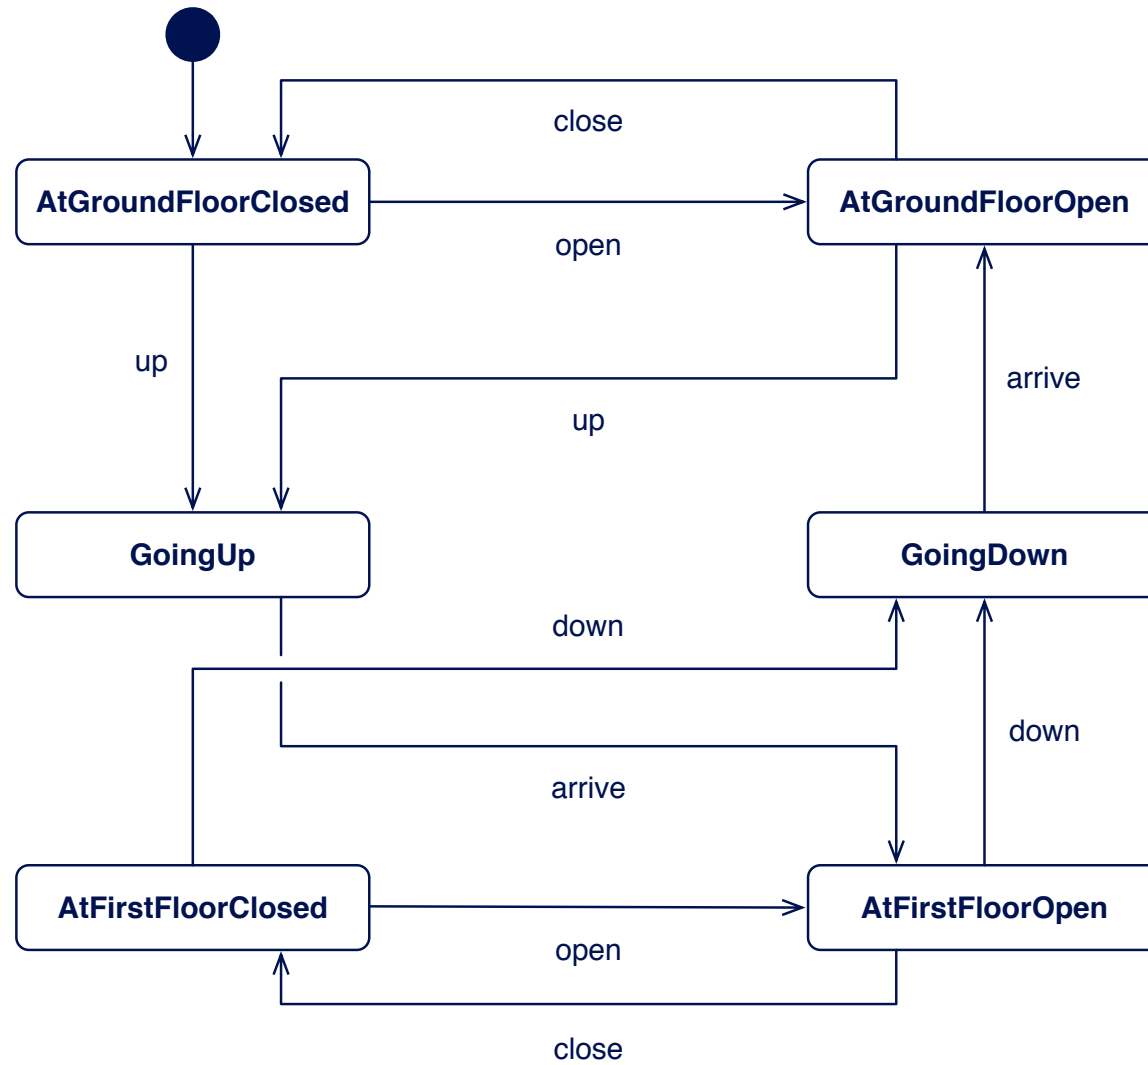 close
AtGroundFloorClosed
AtGroundFloorOpen
open
up
arrive
up
GoingUp
GoingDown
down
down
arrive
AtFirstFloorClosed
AtFirstFloorOpen
open
close